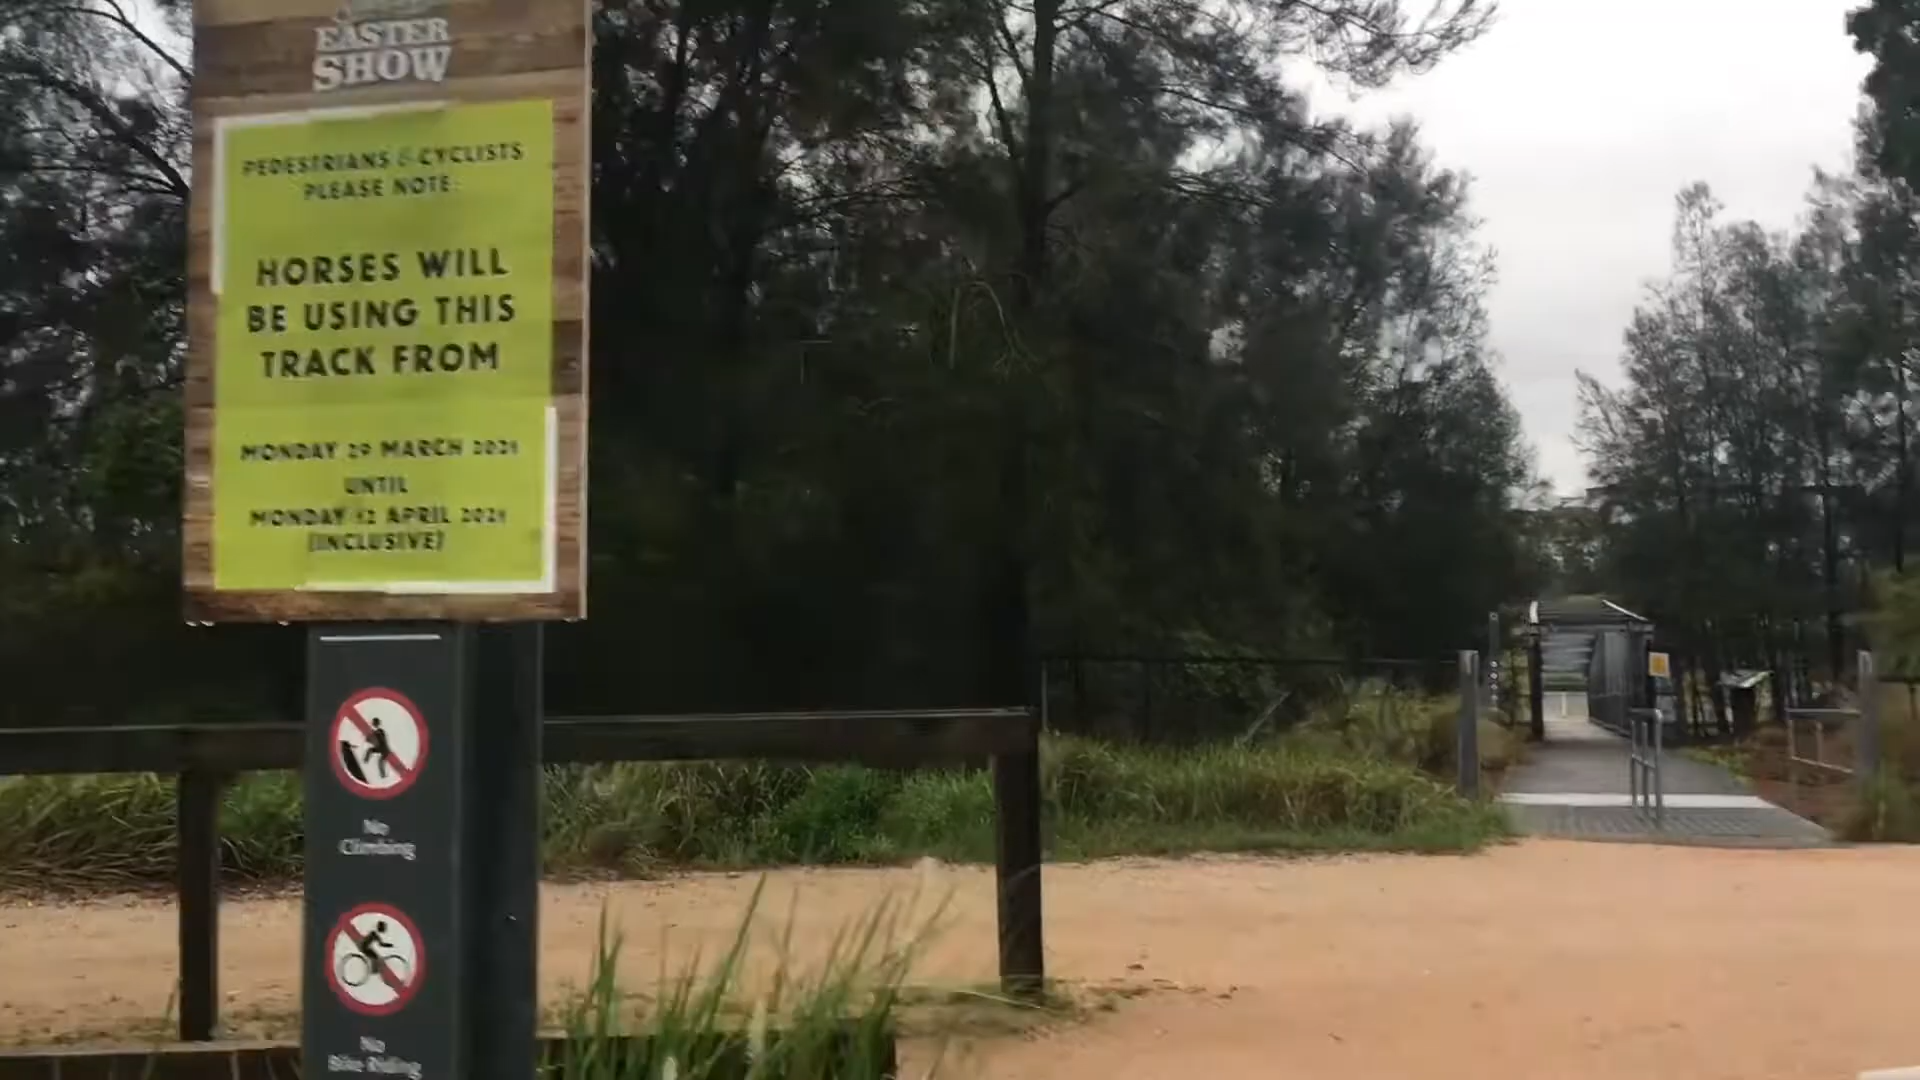 EASTER
SHOW
PEDESTRIANS & CYCLISTS
PLEASE NOTE:
HORSES WILL
BE USING THIS
TRACK FROM
MONDAY 29 MARCH 2021
UNTIL
MONDAY 12 APRIL 2021
(INCLUSIVE)
No
Climbing
No
Bike Riding